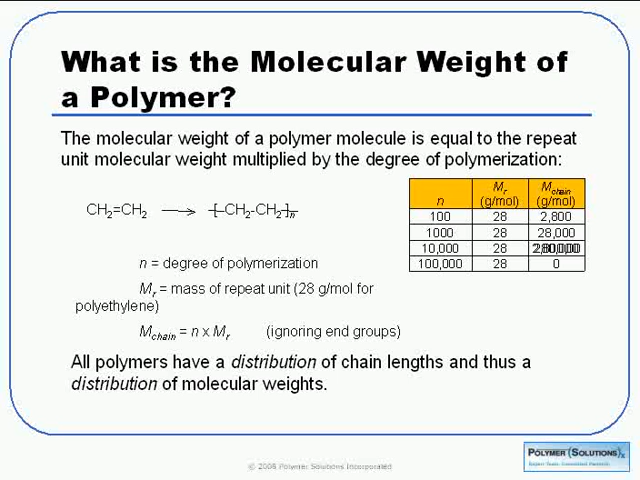 What is the Molecular Weight of
a Polymer?
The molecular weight of a polymer molecule is equal to the repeat
unit molecular weight multiplied by the degree of polymerization:
CH2=CH2 → -[-CH2-CH2-]n-
n Mr (g/mol) Mchain (g/mol)
100 28 2,800
1000 28 28,000
10,000 28
100,000 28 0
n = degree of polymerization
Mr = mass of repeat unit (28 g/mol for
polyethylene)
Mchain = n x Mr (ignoring end groups)
All polymers have a distribution of chain lengths and thus a
distribution of molecular weights.
© 2008 Polymer Solutions Incorporated
POLYMER SOLUTIONS